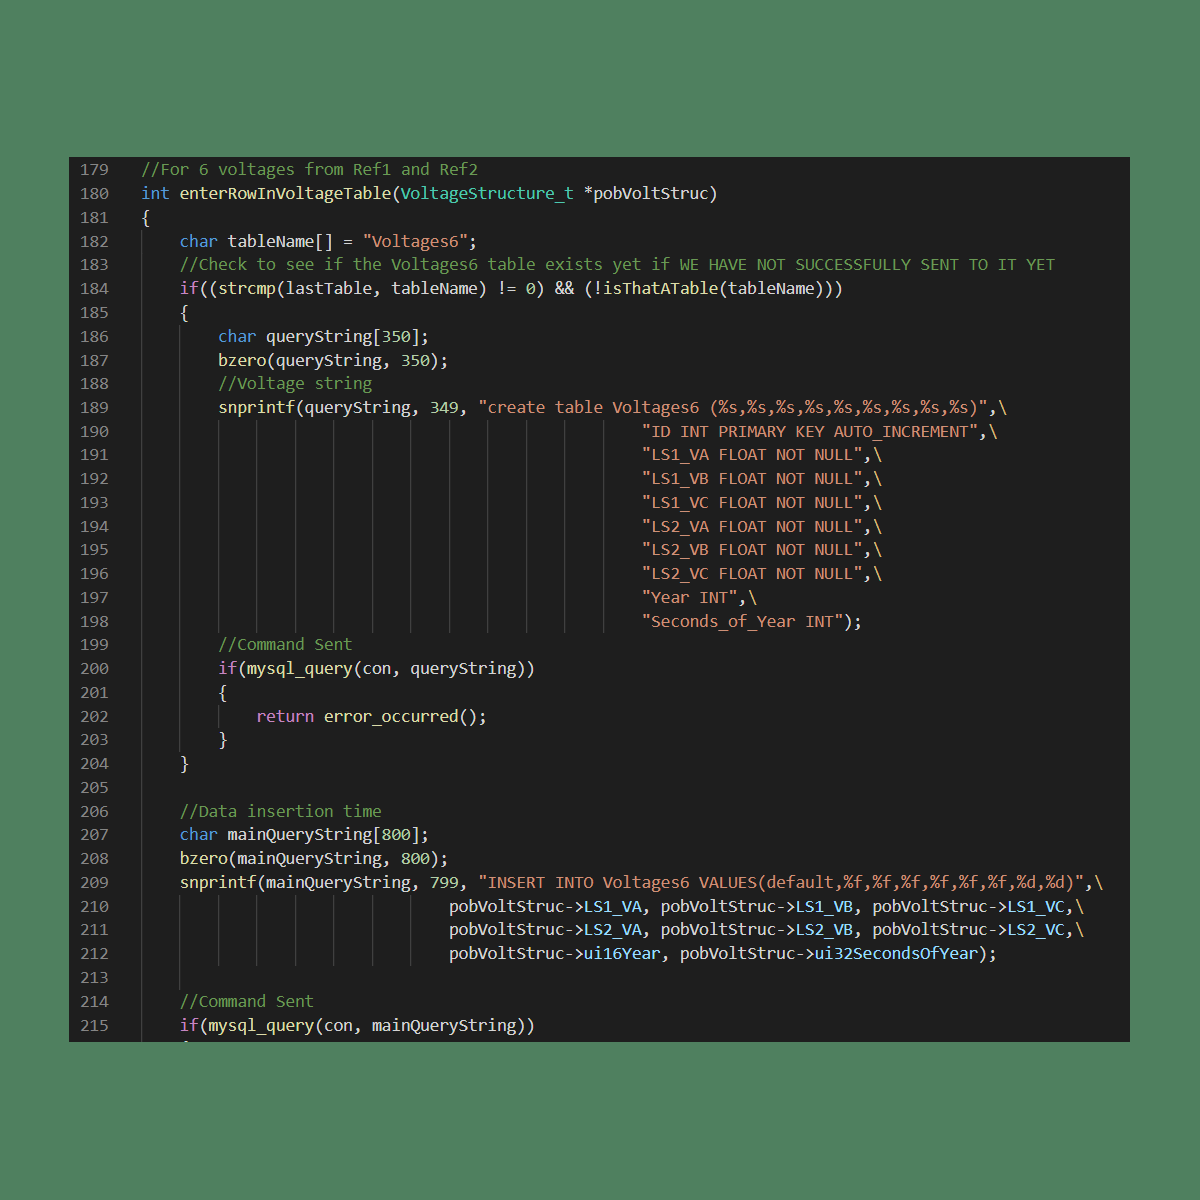 179 //For 6 voltages from Ref1 and Ref2
180 int enterRowInVoltageTable(VoltageStructure_t *pobVoltStruc)
181 {
182 char tableName[] = "Voltages6";
183 //Check to see if the Voltages6 table exists yet if WE HAVE NOT SUCCESSFULLY SENT TO IT YET
184 if((strcmp(lastTable, tableName) != 0) && (!isThatATable(tableName)))
185 {
186 char queryString[350];
187 bzero(queryString, 350);
188 //Voltage string
189 snprintf(queryString, 349, "create table Voltages6 (%s,%s,%s,%s,%s,%s,%s,%s,%s)",\
190 "ID INT PRIMARY KEY AUTO_INCREMENT",\
191 "LS1_VA FLOAT NOT NULL",\
192 "LS1_VB FLOAT NOT NULL",\
193 "LS1_VC FLOAT NOT NULL",\
194 "LS2_VA FLOAT NOT NULL",\
195 "LS2_VB FLOAT NOT NULL",\
196 "LS2_VC FLOAT NOT NULL",\
197 "Year INT",\
198 "Seconds_of_Year INT");
199 //Command Sent
200 if(mysql_query(con, queryString))
201 {
202 return error_occurred();
203 }
204 }
205
206 //Data insertion time
207 char mainQueryString[800];
208 bzero(mainQueryString, 800);
209 snprintf(mainQueryString, 799, "INSERT INTO Voltages6 VALUES(default,%f,%f,%f,%f,%f,%f,%d,%d)",\
210 pobVoltStruc->LS1_VA, pobVoltStruc->LS1_VB, pobVoltStruc->LS1_VC,\
211 pobVoltStruc->LS2_VA, pobVoltStruc->LS2_VB, pobVoltStruc->LS2_VC,\
212 pobVoltStruc->ui16Year, pobVoltStruc->ui32SecondsOfYear);
213
214 //Command Sent
215 if(mysql_query(con, mainQueryString))